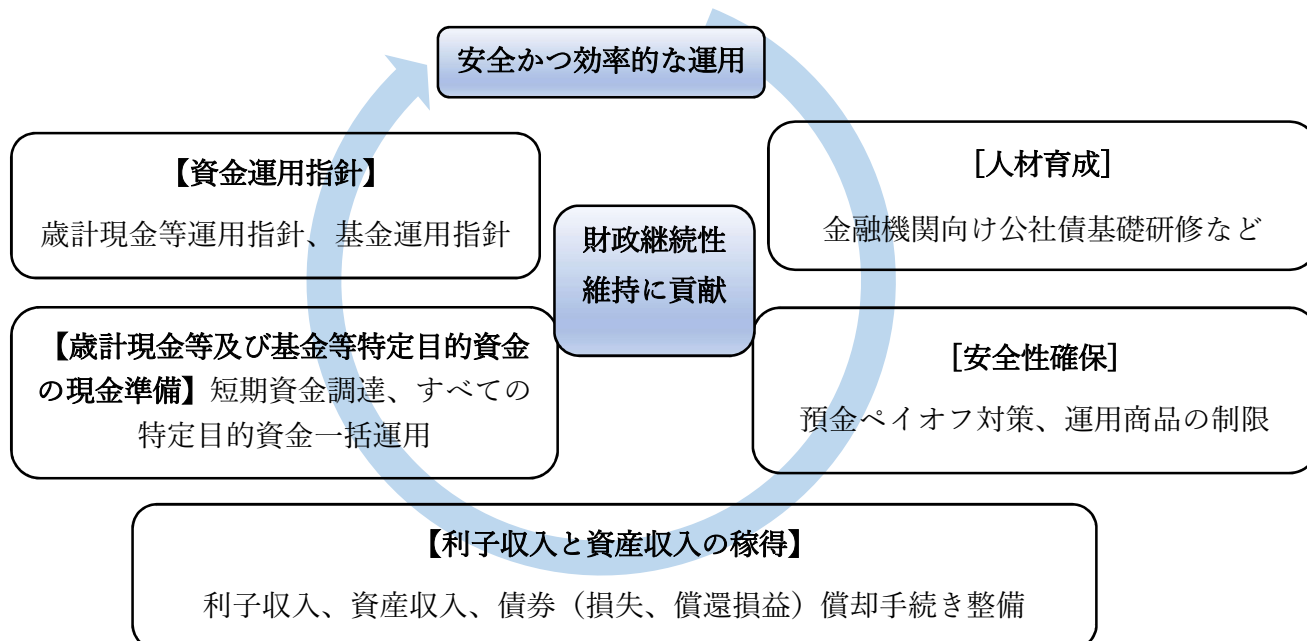 安全かつ効率的な運用
【資金運用指針】
歳計現金等運用指針、基金運用指針
［人材育成］
金融機関向け公社債基礎研修など
財政継続性
維持に貢献
【歳計現金等及び基金等特定目的資金
の現金準備】短期資金調達、すべての
特定目的資金一括運用
［安全性確保］
預金ペイオフ対策、運用商品の制限
【利子収入と資産収入の稼得】
利子収入、資産収入、債券（損失、償還損益）償却手続き整備